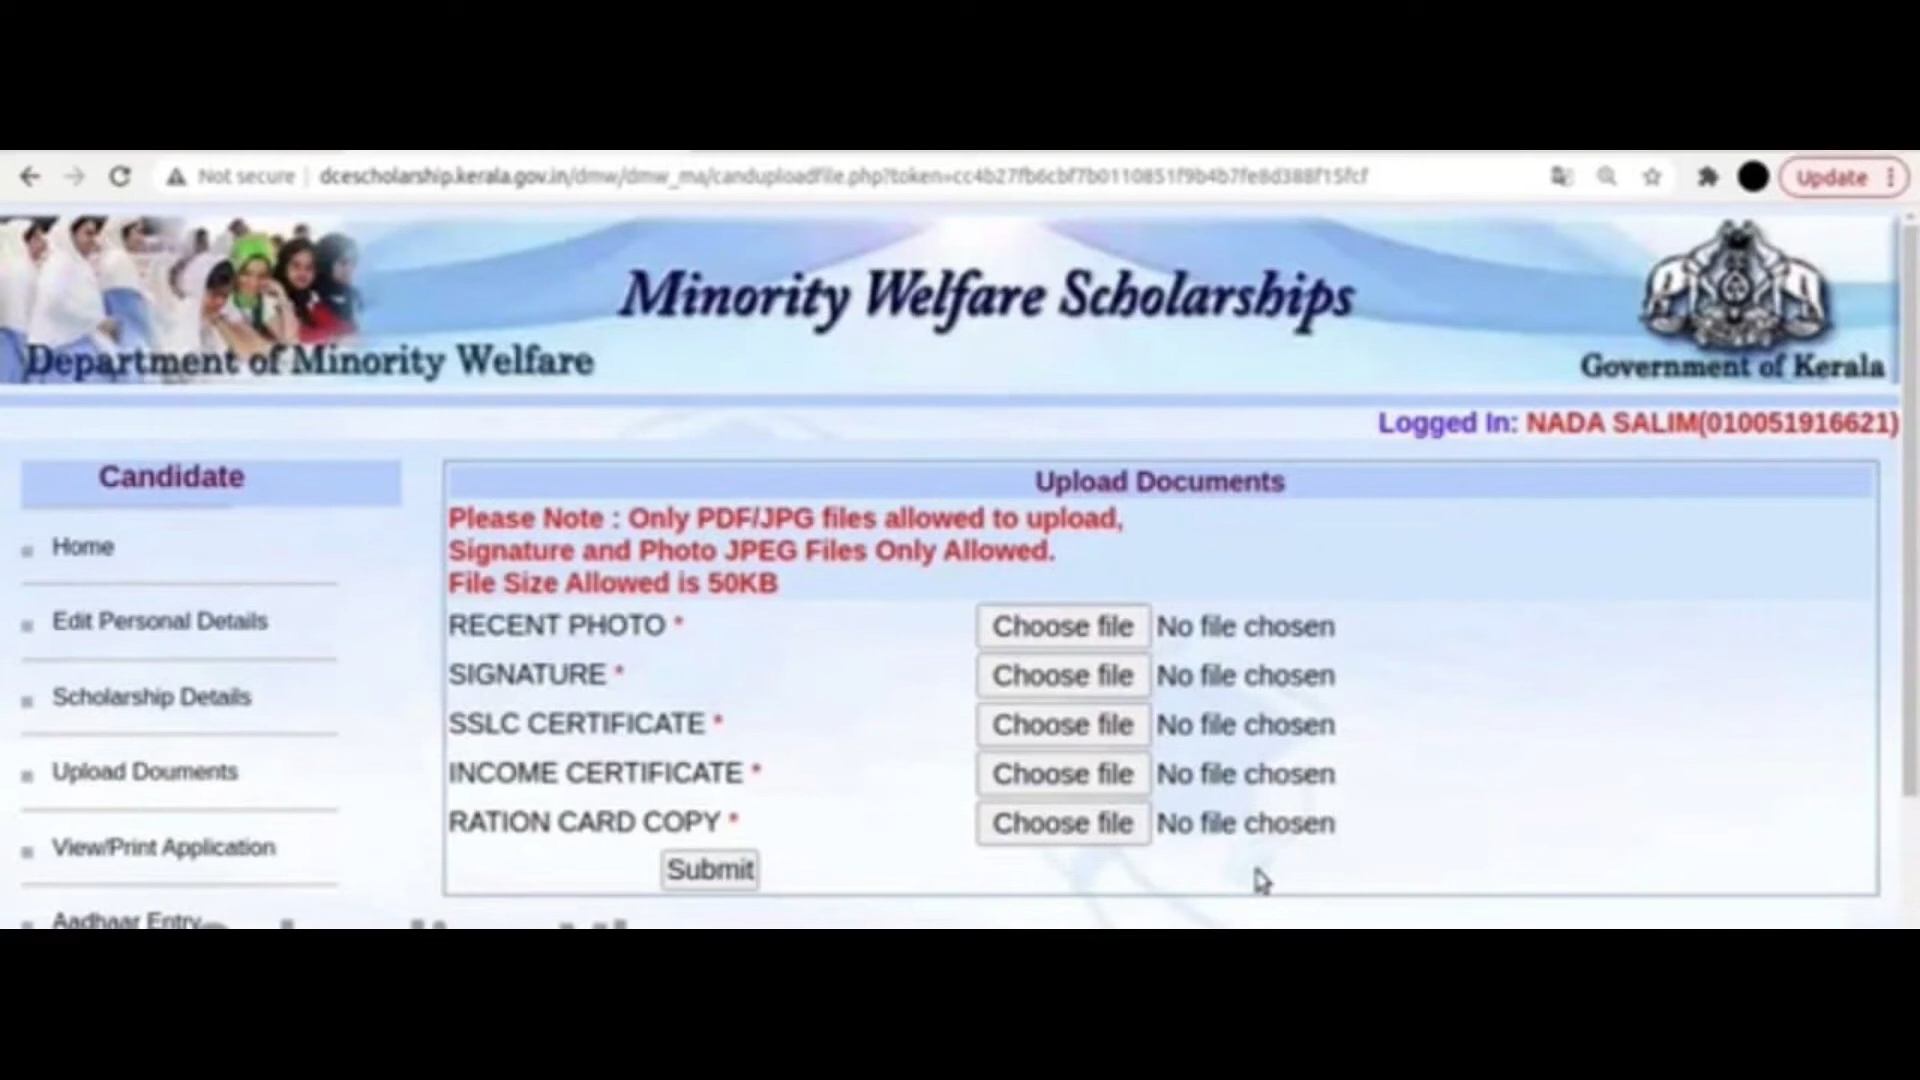 Not secure
dcescholarship.kerala.gov.in/dmw/dmw_ma/canduploadfile.php?token=cc4b27fb6cbf7b0110851f9b4b7fe8d388f15fcf
Update
Minority Welfare Scholarships
Department of Minority Welfare
Government of Kerala
Logged In: NADA SALIM(010051916621)
Candidate
Home
Edit Personal Details
Scholarship Details
Upload Douments
View/Print Application
Aadhaar Entry
Upload Documents
Please Note : Only PDF/JPG files allowed to upload,
Signature and Photo JPEG Files Only Allowed.
File Size Allowed is 50KB
RECENT PHOTO * Choose file No file chosen
SIGNATURE * Choose file No file chosen
SSLC CERTIFICATE * Choose file No file chosen
INCOME CERTIFICATE * Choose file No file chosen
RATION CARD COPY * Choose file No file chosen
Submit